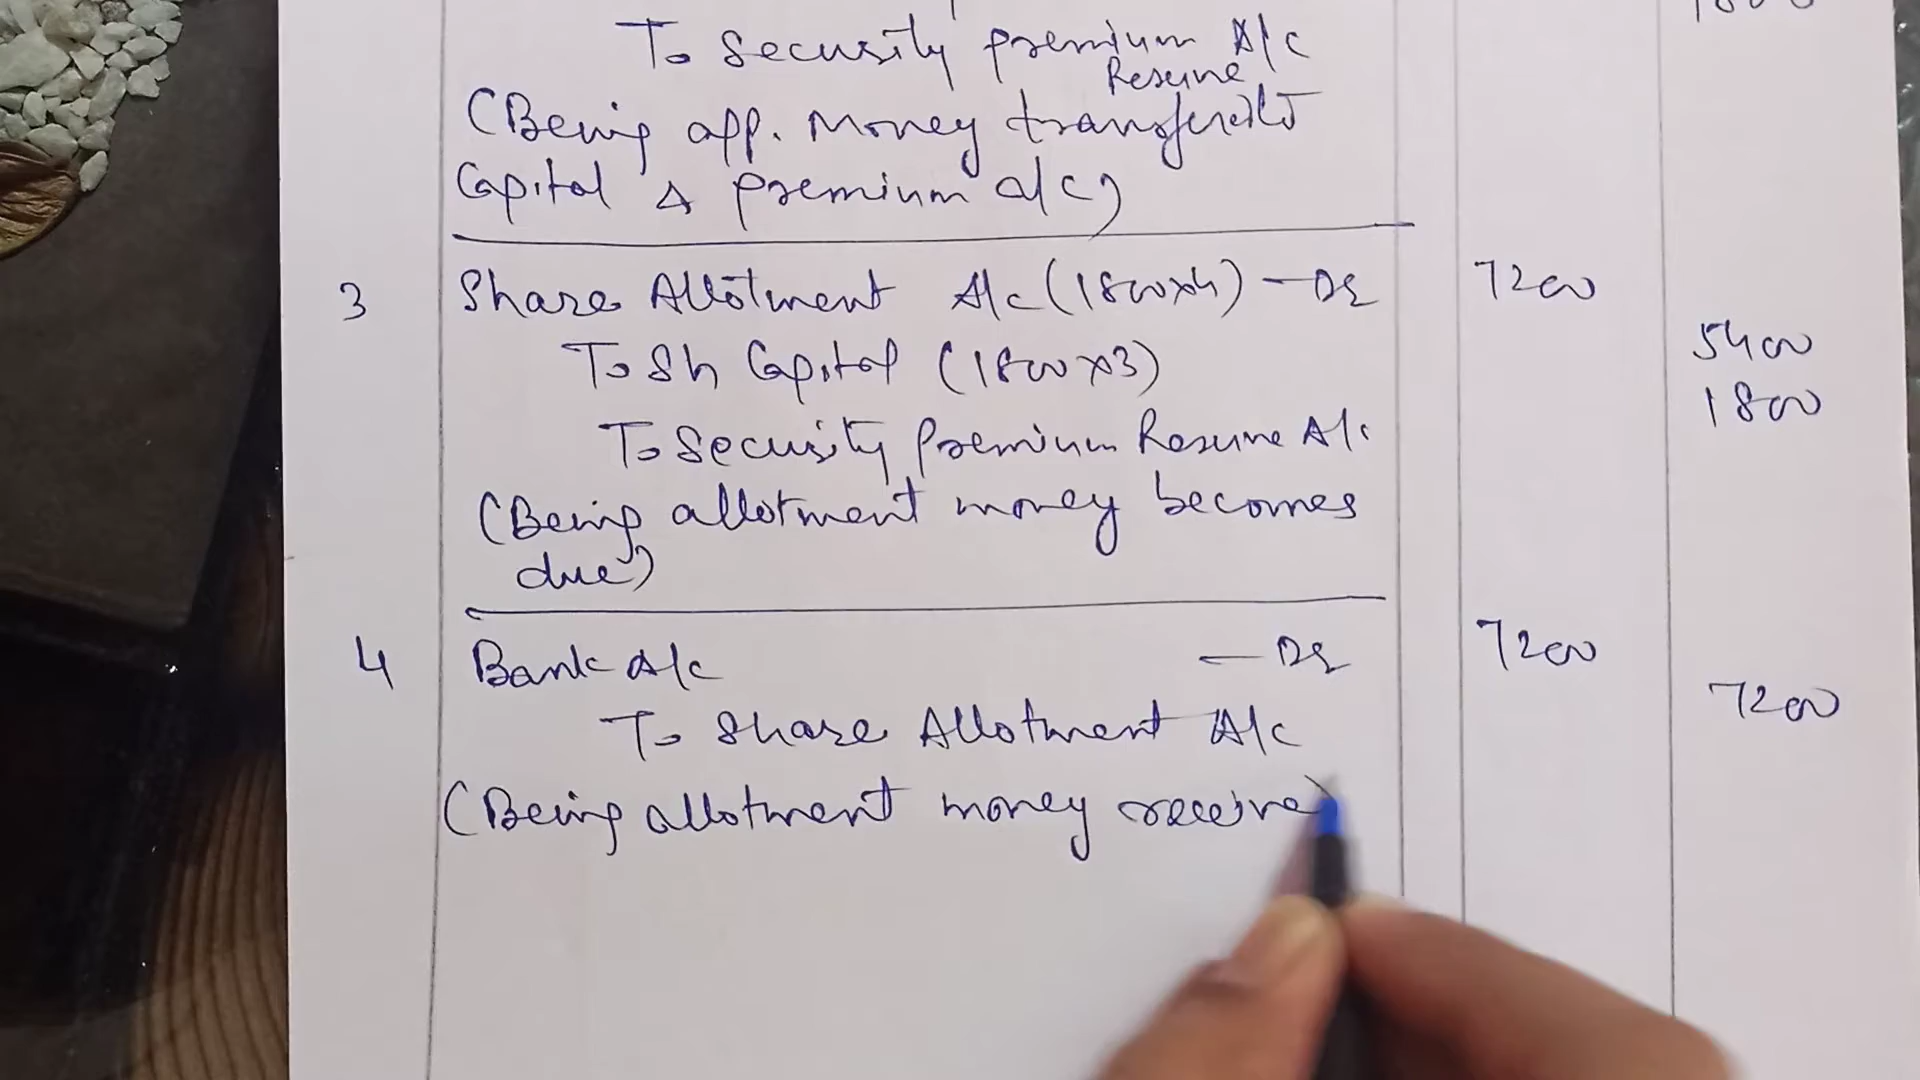 1800
To Security premium A/c
Reserve
(Being app. Money transferred to
Capital & premium a/c)
3 Share Allotment A/c (1800x4) — Dr 7200
To Sh Capital (1800x3) 5400
To Security premium Reserve A/c 1800
(Being allotment money becomes
due)
4 Bank A/c — Dr 7200
To Share Allotment A/c 7200
(Being allotment money receive